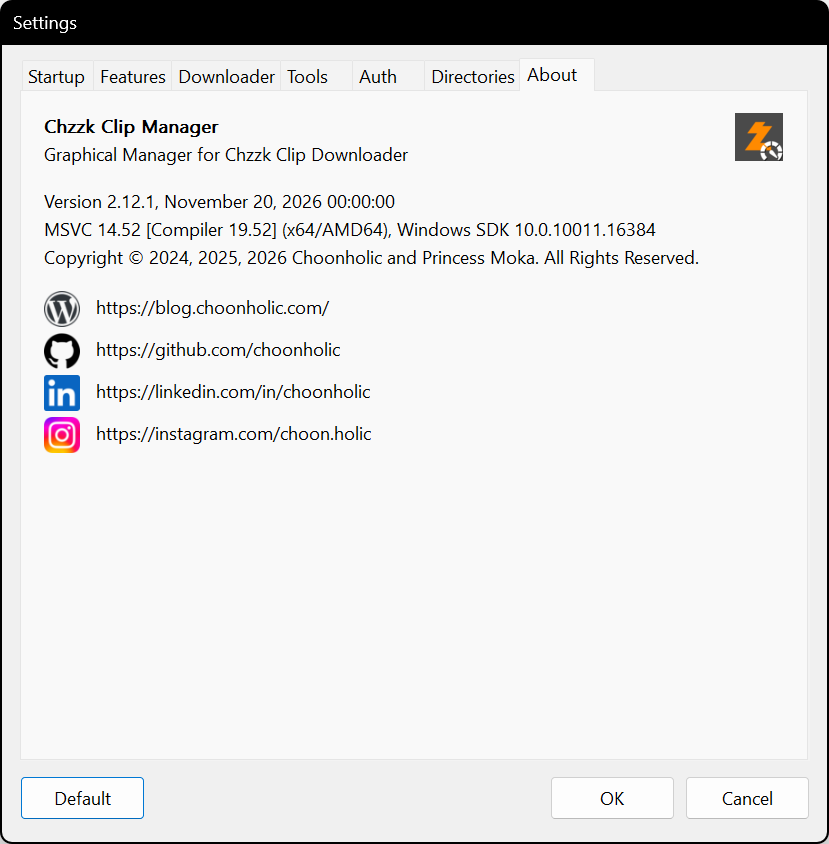 Settings
Startup Features Downloader Tools Auth Directories About
Chzzk Clip Manager
Graphical Manager for Chzzk Clip Downloader
Version 2.12.1, November 20, 2026 00:00:00
MSVC 14.52 [Compiler 19.52] (x64/AMD64), Windows SDK 10.0.10011.16384
Copyright © 2024, 2025, 2026 Choonholic and Princess Moka. All Rights Reserved.
https://blog.choonholic.com/
https://github.com/choonholic
https://linkedin.com/in/choonholic
https://instagram.com/choon.holic
Default OK Cancel